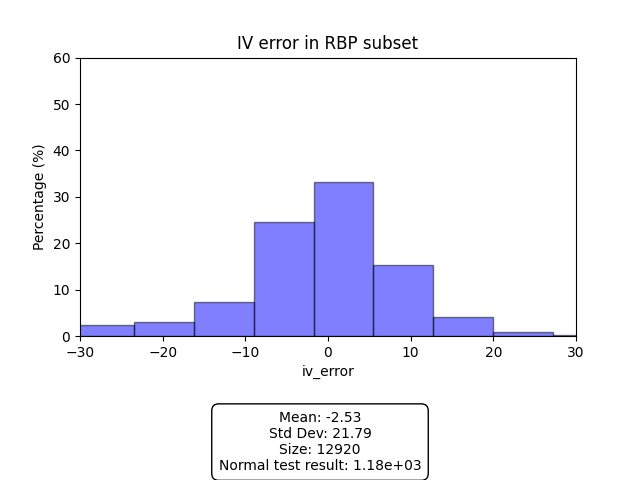 IV error in RBP subset
60
50
40
30
20
10
0
Percentage (%)
−30
−20
−10
0
10
20
30
iv_error
Mean: -2.53
Std Dev: 21.79
Size: 12920
Normal test result: 1.18e+03